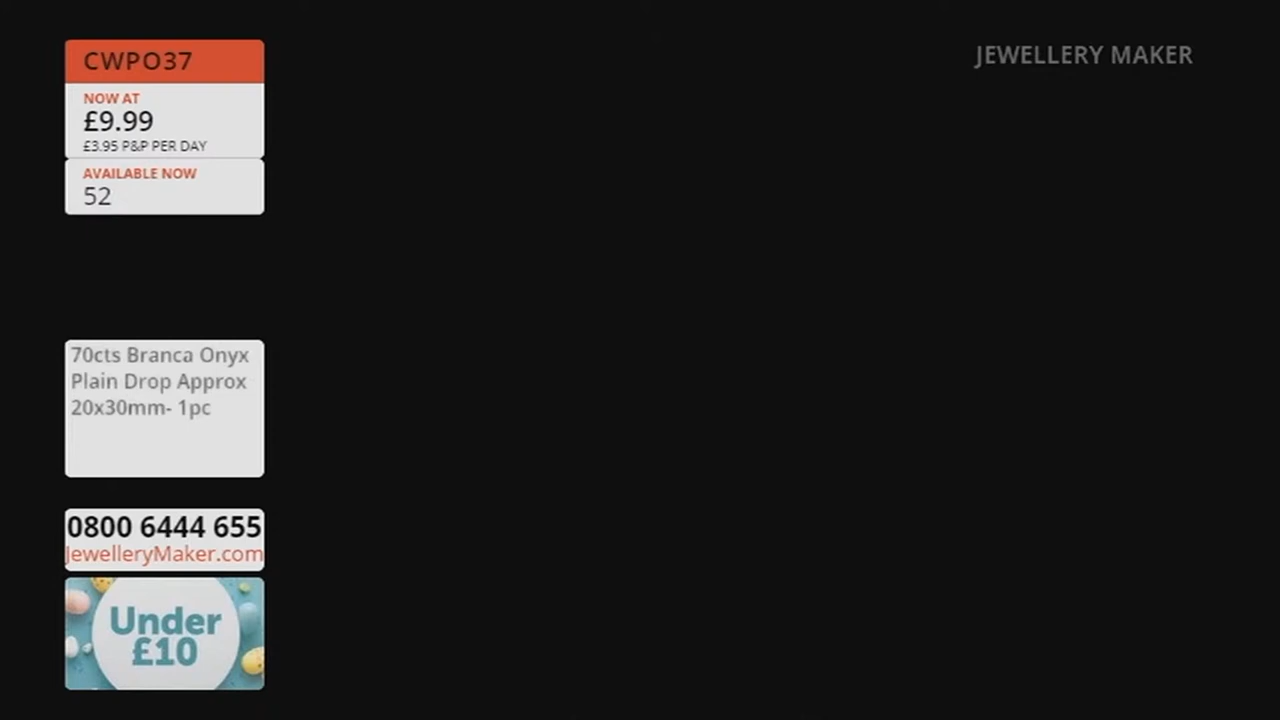 CWPO37
NOW AT
£9.99
£3.95 P&P PER DAY
AVAILABLE NOW
52
JEWELLERY MAKER
70cts Branca Onyx
Plain Drop Approx
20x30mm- 1pc
0800 6444 655
JewelleryMaker.com
Under
£10